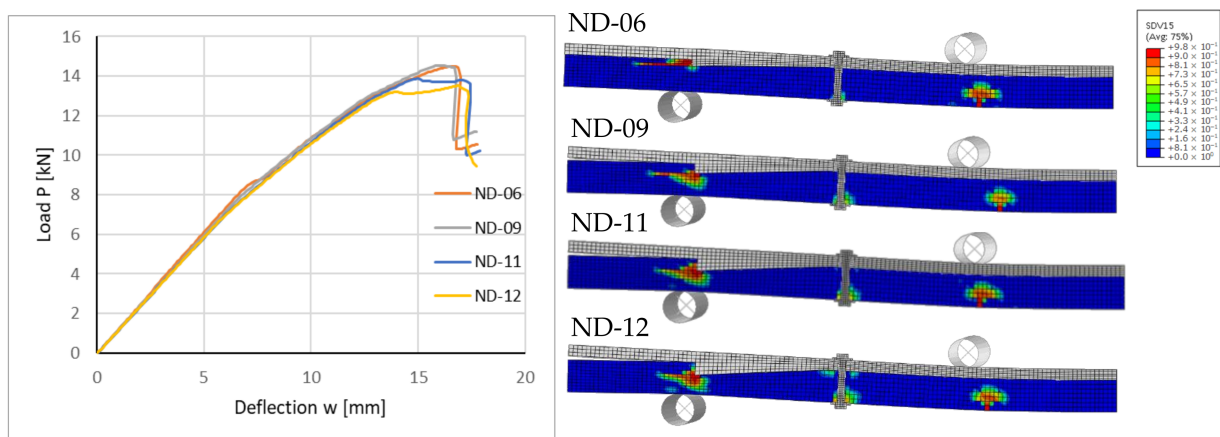 16
14
12
10
8
6
4
2
0
Load P [kN]
0 5 10 15 20
Deflection w [mm]
ND-06
ND-09
ND-11
ND-12
ND-06
ND-09
ND-11
ND-12
SDV15
(Avg: 75%)
+9.8 × 10⁻¹
+9.0 × 10⁻¹
+8.1 × 10⁻¹
+7.3 × 10⁻¹
+6.5 × 10⁻¹
+5.7 × 10⁻¹
+4.9 × 10⁻¹
+4.1 × 10⁻¹
+3.3 × 10⁻¹
+2.4 × 10⁻¹
+1.6 × 10⁻¹
+8.1 × 10⁻¹
+0.0 × 10⁰